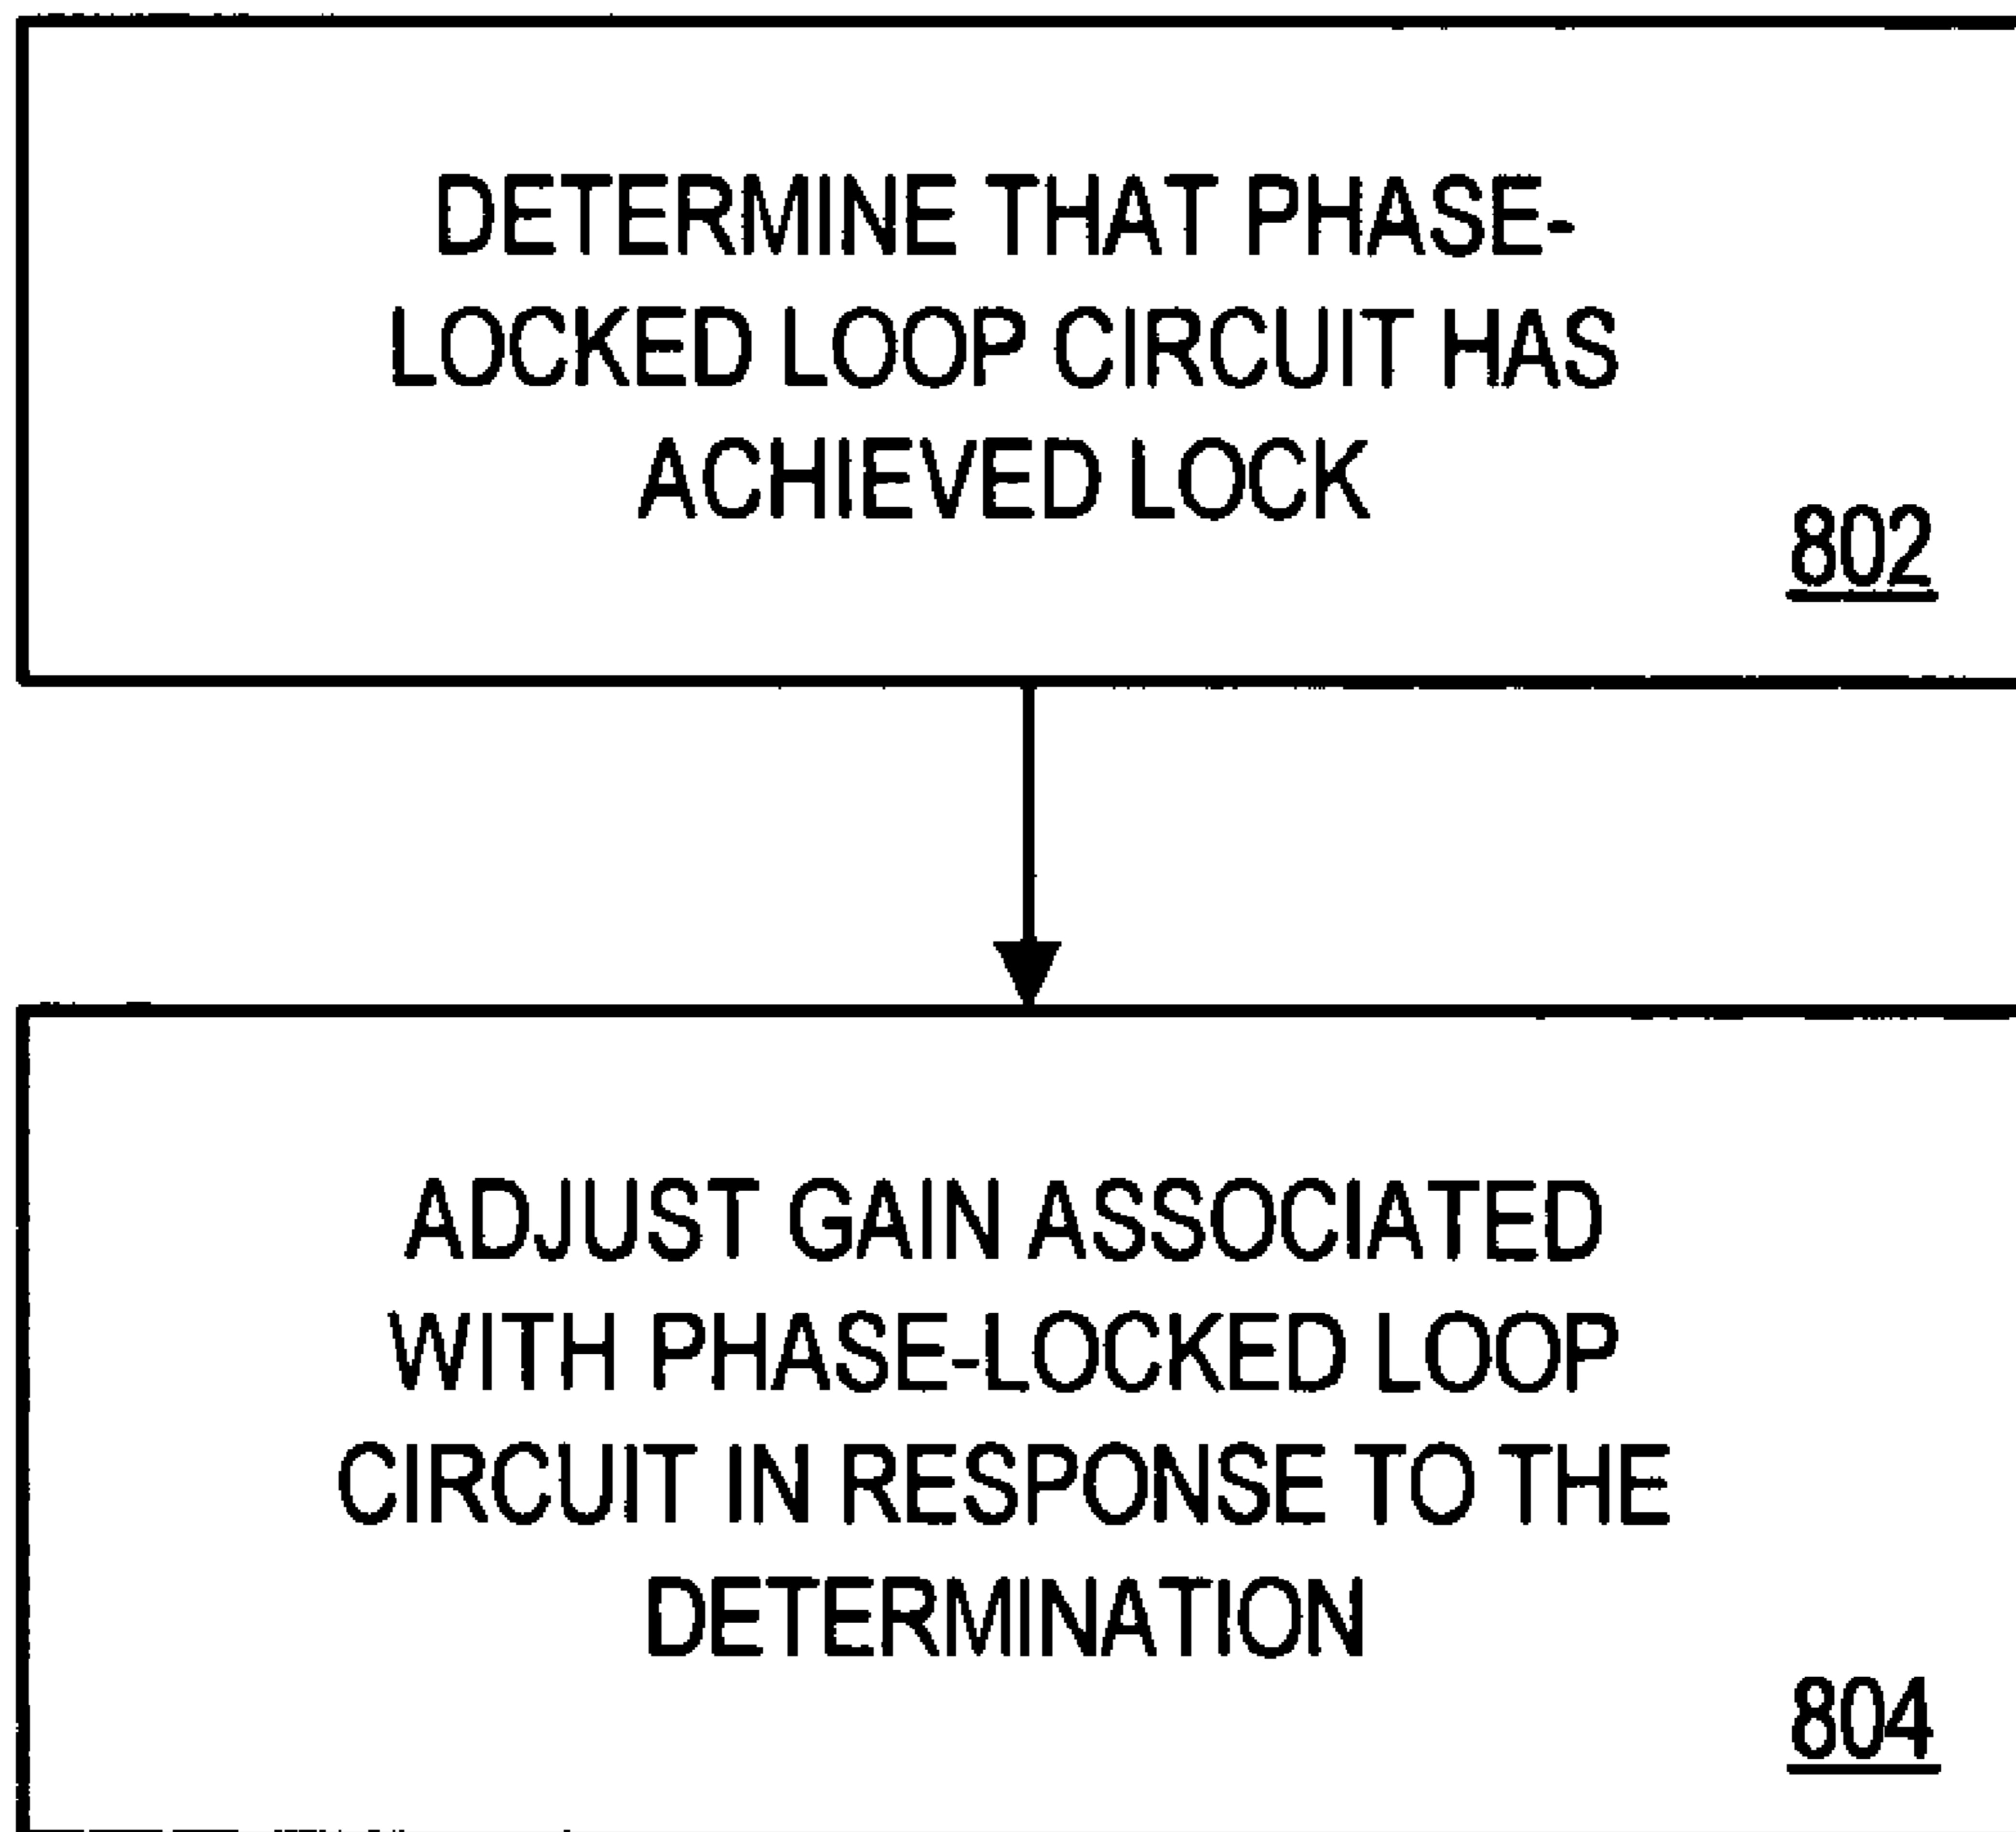 DETERMINE THAT PHASE-
LOCKED LOOP CIRCUIT HAS
ACHIEVED LOCK
802
ADJUST GAIN ASSOCIATED
WITH PHASE-LOCKED LOOP
CIRCUIT IN RESPONSE TO THE
DETERMINATION
804